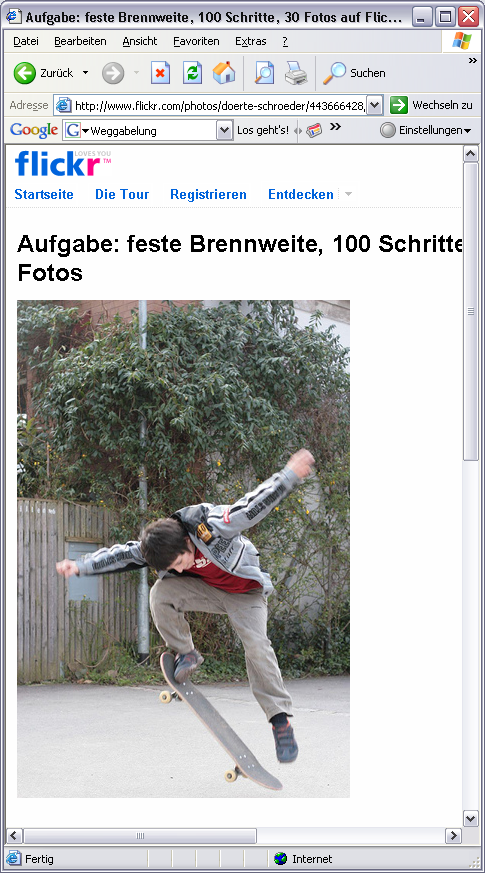 Aufgabe: feste Brennweite, 100 Schritte, 30 Fotos auf Flic...
Datei Bearbeiten Ansicht Favoriten Extras ?
Zurück Suchen »
Adresse http://www.flickr.com/photos/doerte-schroeder/443666428, Wechseln zu
Google G Weggabelung Los geht's! » Einstellungen
flickr LOVES YOU TM
Startseite Die Tour Registrieren Entdecken
Aufgabe: feste Brennweite, 100 Schritte
Fotos
Fertig Internet